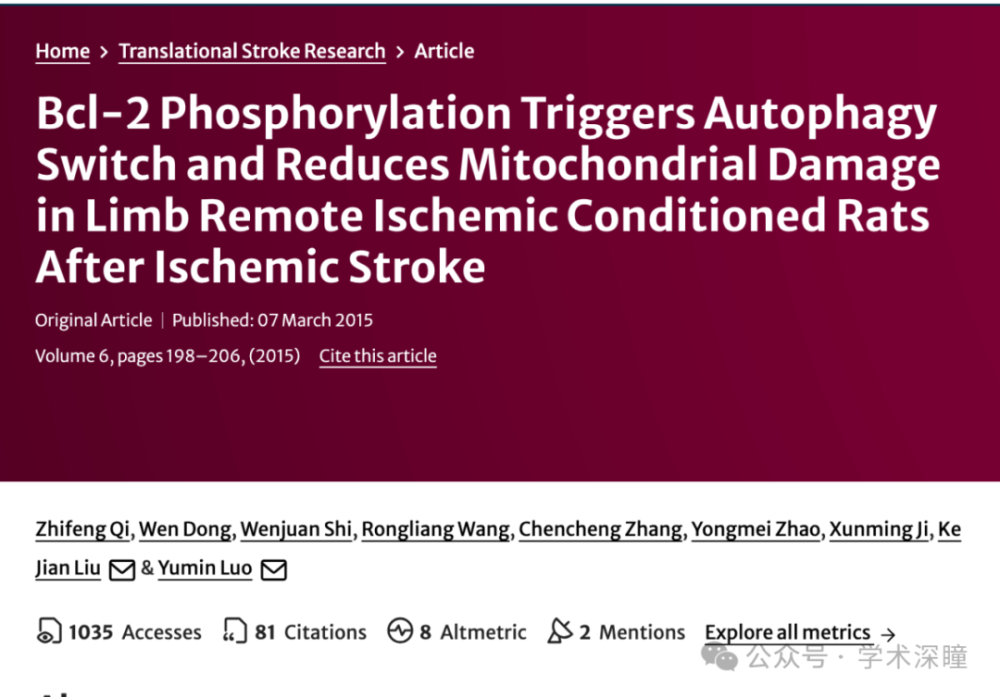 Home > Translational Stroke Research > Article
Bcl-2 Phosphorylation Triggers Autophagy
Switch and Reduces Mitochondrial Damage
in Limb Remote Ischemic Conditioned Rats
After Ischemic Stroke
Original Article | Published: 07 March 2015
Volume 6, pages 198–206, (2015) Cite this article
Zhifeng Qi, Wen Dong, Wenjuan Shi, Rongliang Wang, Chencheng Zhang, Yongmei Zhao, Xunming Ji, Ke
Jian Liu & Yumin Luo
1035 Accesses 81 Citations 8 Altmetric 2 Mentions Explore all metrics →
公众号 · 学术深瞳